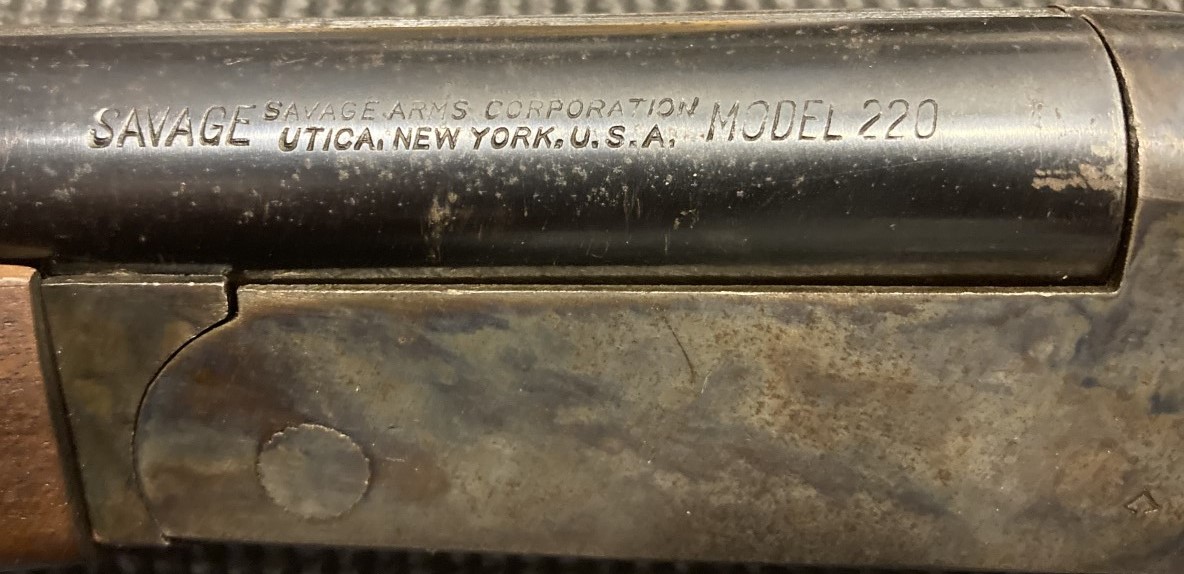 SAVAGE
SAVAGE ARMS CORPORATION
UTICA, NEW YORK, U.S.A.
MODEL 220